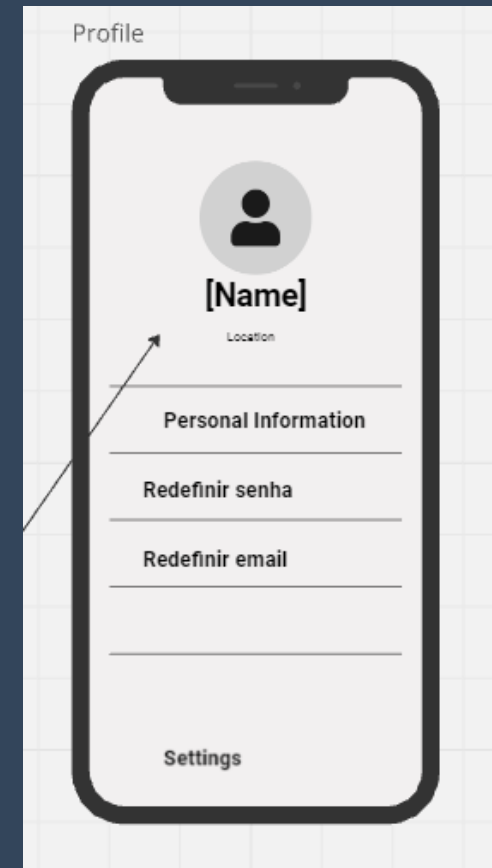 Profile
[Name]
Location
Personal Information
Redefinir senha
Redefinir email
Settings